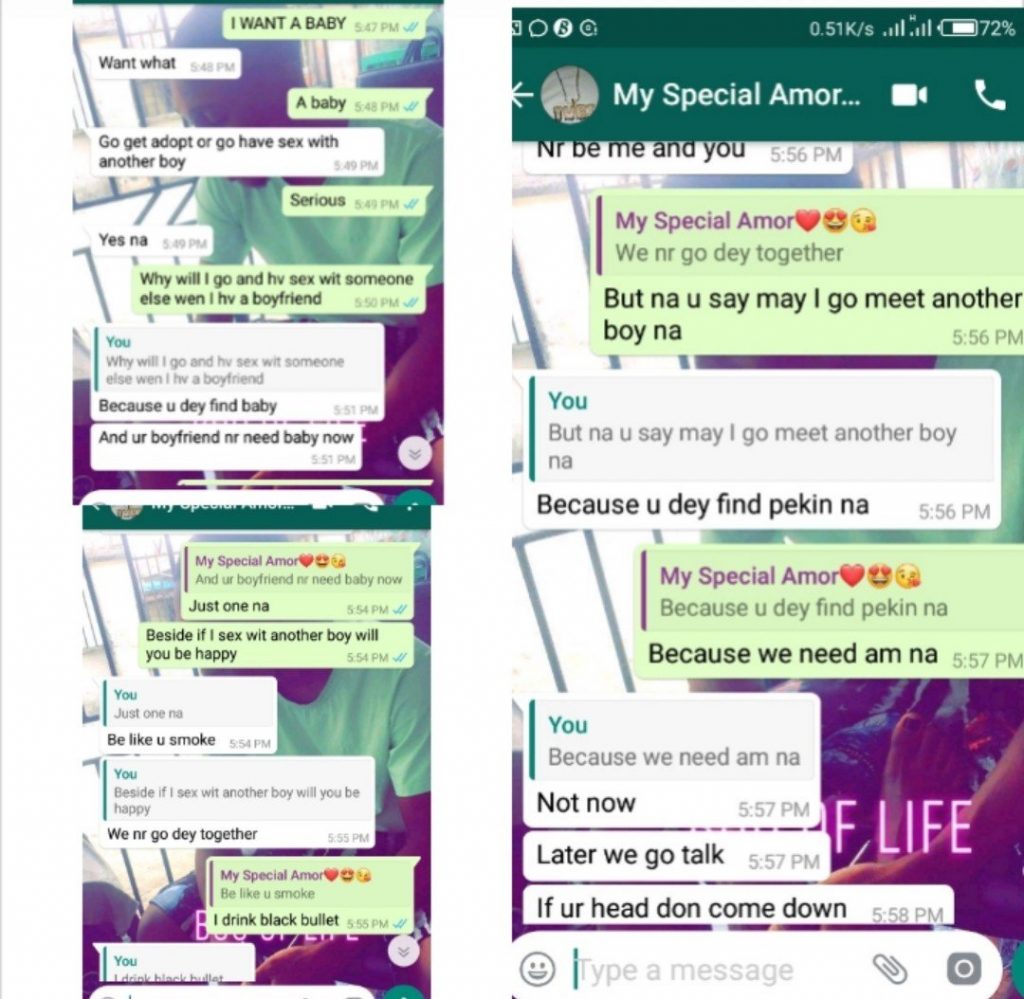 I WANT A BABY 5:47 PM
Want what 5:48 PM
A baby 5:48 PM
Go get adopt or go have sex with
another boy 5:49 PM
Serious 5:49 PM
Yes na 5:49 PM
Why will I go and hv sex wit someone
else wen I hv a boyfriend 5:50 PM
You
Why will I go and hv sex wit someone
else wen I hv a boyfriend
Because u dey find baby 5:51 PM
And ur boyfriend nr need baby now
5:51 PM
My Special Amor...
My Special Amor❤️😍😘
And ur boyfriend nr need baby now
Just one na 5:54 PM
Beside if I sex wit another boy will
you be happy 5:54 PM
You
Just one na
Be like u smoke 5:54 PM
You
Beside if I sex wit another boy will you be
happy
We nr go dey together 5:55 PM
My Special Amor❤️😍😘
Be like u smoke
I drink black bullet 5:55 PM
You
I drink black bullet
0.51K/s H 72%
My Special Amor...
Nr be me and you 5:56 PM
My Special Amor❤️😍😘
We nr go dey together
But na u say may I go meet another
boy na 5:56 PM
You
But na u say may I go meet another boy
na
Because u dey find pekin na 5:56 PM
My Special Amor❤️😍😘
Because u dey find pekin na
Because we need am na 5:57 PM
You
Because we need am na
Not now 5:57 PM
OF LIFE
Later we go talk 5:57 PM
If ur head don come down 5:58 PM
Type a message